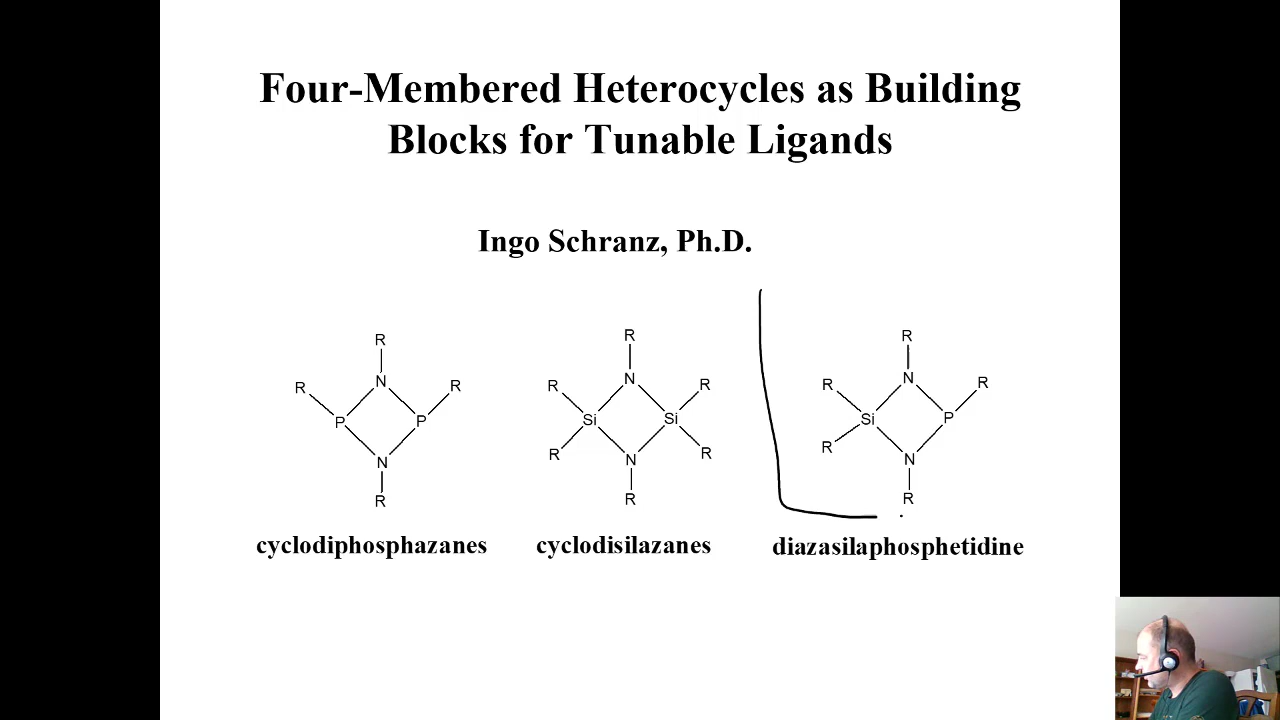 Four-Membered Heterocycles as Building
Blocks for Tunable Ligands
Ingo Schranz, Ph.D.
R
R N R
P P
N
R
R
R N R
Si Si
R N R
R
R
R N R
Si P
R N
R
cyclodiphosphazanes cyclodisilazanes diazasilaphosphetidine